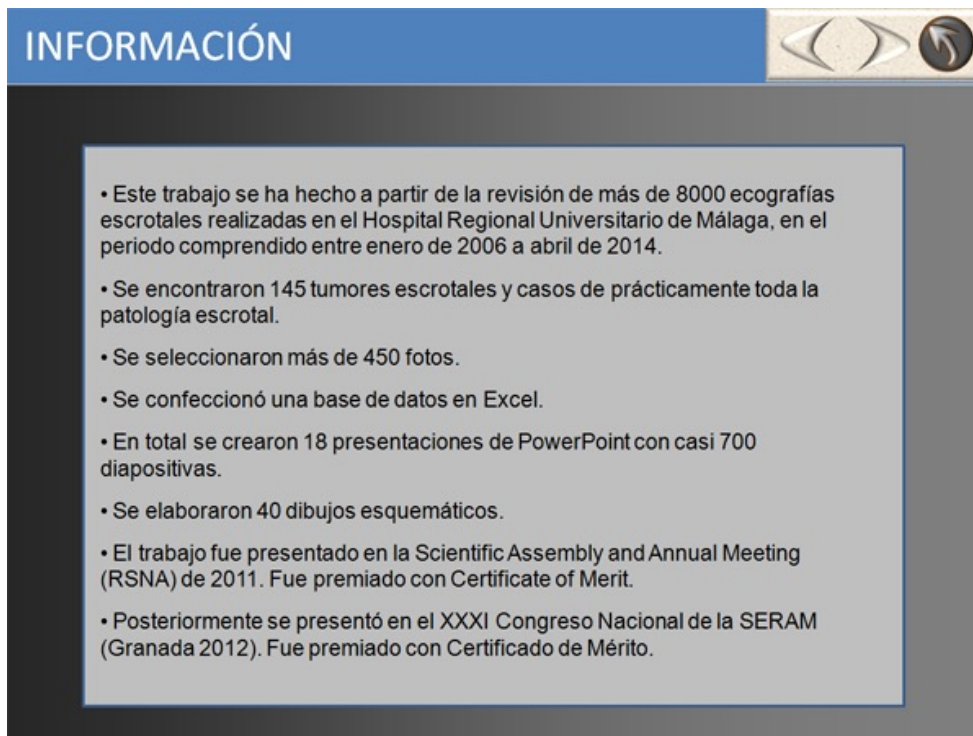 INFORMACIÓN
• Este trabajo se ha hecho a partir de la revisión de más de 8000 ecografías
escrotales realizadas en el Hospital Regional Universitario de Málaga, en el
periodo comprendido entre enero de 2006 a abril de 2014.
• Se encontraron 145 tumores escrotales y casos de prácticamente toda la
patología escrotal.
• Se seleccionaron más de 450 fotos.
• Se confeccionó una base de datos en Excel.
• En total se crearon 18 presentaciones de PowerPoint con casi 700
diapositivas.
• Se elaboraron 40 dibujos esquemáticos.
• El trabajo fue presentado en la Scientific Assembly and Annual Meeting
(RSNA) de 2011. Fue premiado con Certificate of Merit.
• Posteriormente se presentó en el XXXI Congreso Nacional de la SERAM
(Granada 2012). Fue premiado con Certificado de Mérito.